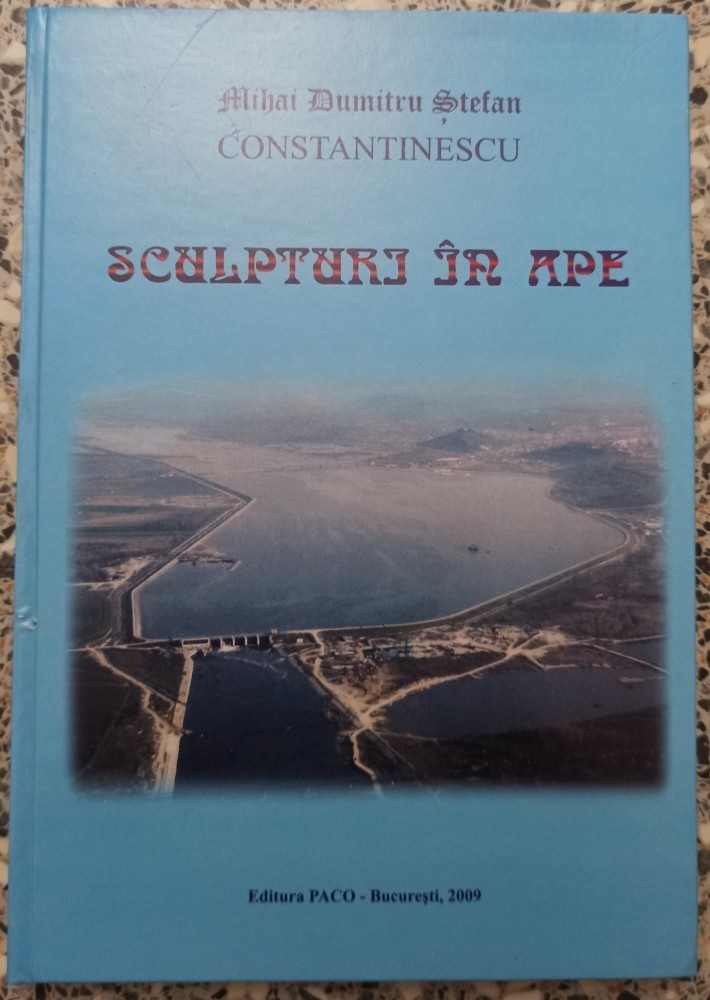 Mihai Dumitru Ștefan
CONSTANTINESCU
SCULPTURI ÎN APE
Editura PACO - București, 2009